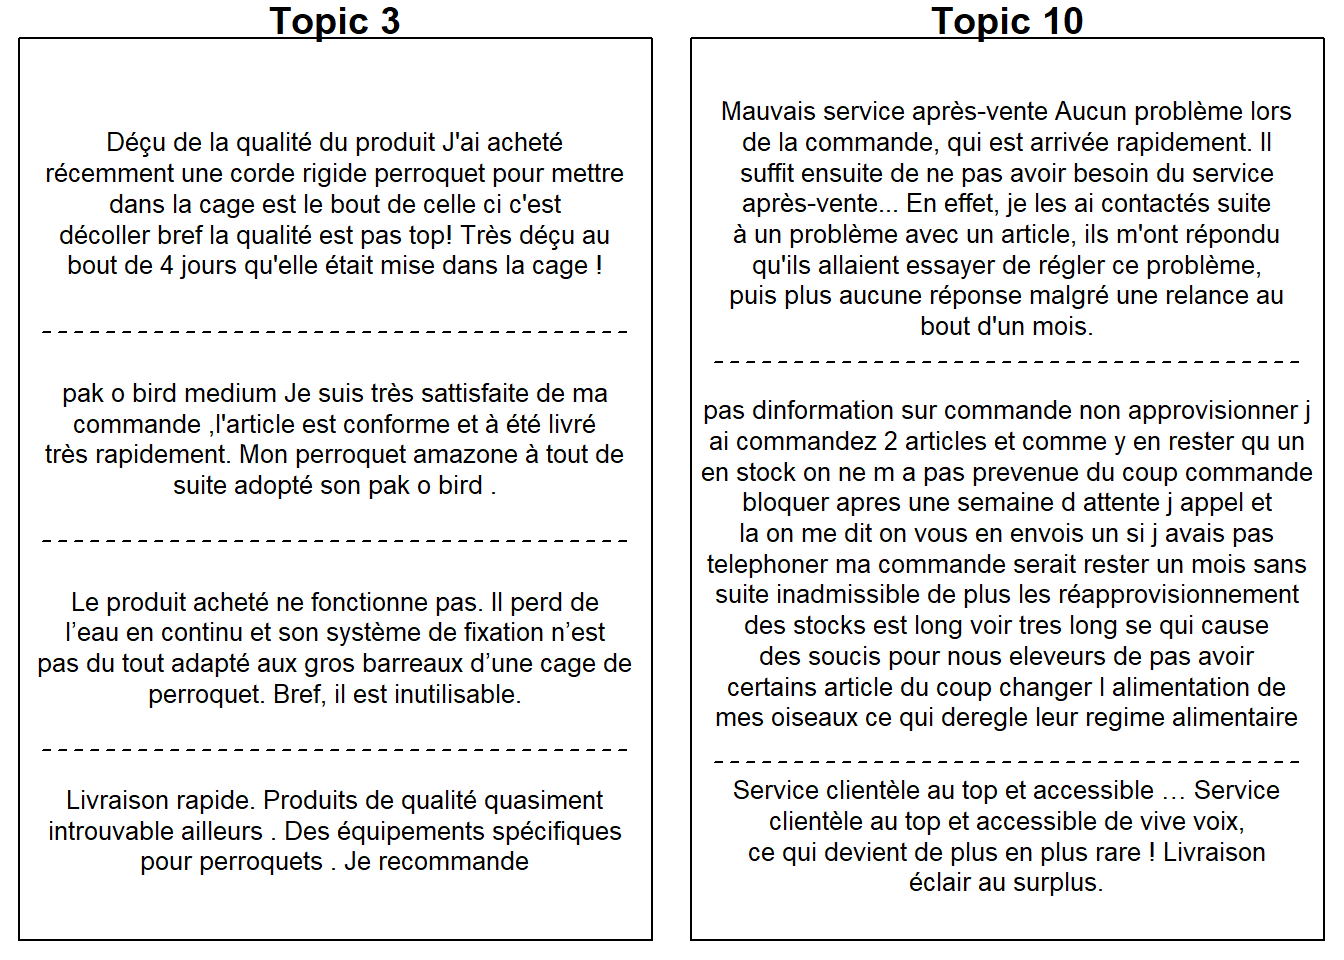 Topic 3
Déçu de la qualité du produit J'ai acheté
récemment une corde rigide perroquet pour mettre
dans la cage est le bout de celle ci c'est
décoller bref la qualité est pas top! Très déçu au
bout de 4 jours qu'elle était mise dans la cage !
pak o bird medium Je suis très sattisfaite de ma
commande ,l'article est conforme et à été livré
très rapidement. Mon perroquet amazone à tout de
suite adopté son pak o bird .
Le produit acheté ne fonctionne pas. Il perd de
l’eau en continu et son système de fixation n’est
pas du tout adapté aux gros barreaux d’une cage de
perroquet. Bref, il est inutilisable.
Livraison rapide. Produits de qualité quasiment
introuvable ailleurs . Des équipements spécifiques
pour perroquets . Je recommande
Topic 10
Mauvais service après-vente Aucun problème lors
de la commande, qui est arrivée rapidement. Il
suffit ensuite de ne pas avoir besoin du service
après-vente... En effet, je les ai contactés suite
à un problème avec un article, ils m'ont répondu
qu'ils allaient essayer de régler ce problème,
puis plus aucune réponse malgré une relance au
bout d'un mois.
pas dinformation sur commande non approvisionner j
ai commandez 2 articles et comme y en rester qu un
en stock on ne m a pas prevenue du coup commande
bloquer apres une semaine d attente j appel et
la on me dit on vous en envois un si j avais pas
telephoner ma commande serait rester un mois sans
suite inadmissible de plus les réapprovisionnement
des stocks est long voir tres long se qui cause
des soucis pour nous eleveurs de pas avoir
certains article du coup changer l alimentation de
mes oiseaux ce qui deregle leur regime alimentaire
Service clientèle au top et accessible … Service
clientèle au top et accessible de vive voix,
ce qui devient de plus en plus rare ! Livraison
éclair au surplus.